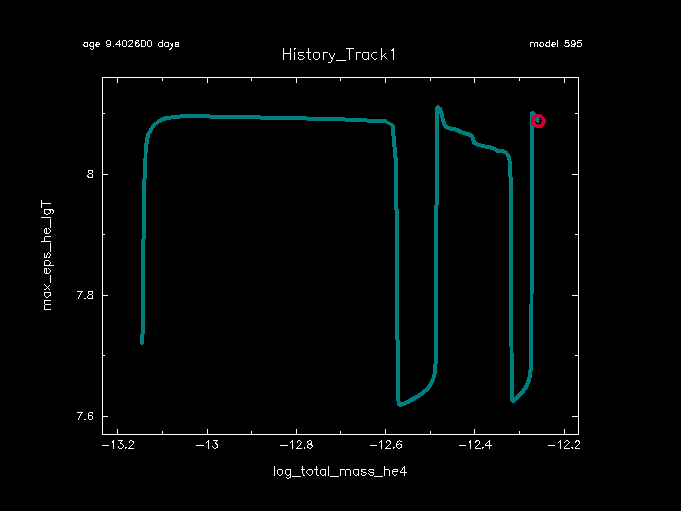 age 9.402600 days
model 595
History_Track1
8
7.8
7.6
max_eps_he_lgT
-13.2
-13
-12.8
-12.6
-12.4
-12.2
log_total_mass_he4